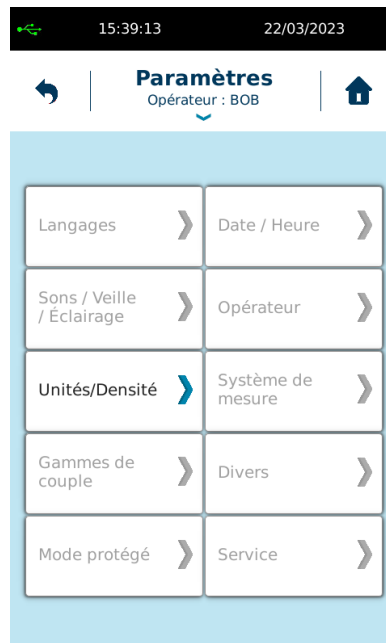 15:39:13 22/03/2023
Paramètres
Opérateur : BOB
Langages
Date / Heure
Sons / Veille
/ Éclairage
Opérateur
Unités/Densité
Système de
mesure
Gammes de
couple
Divers
Mode protégé
Service